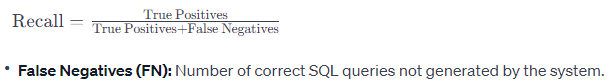 Recall = True Positives / True Positives+False Negatives
• False Negatives (FN): Number of correct SQL queries not generated by the system.